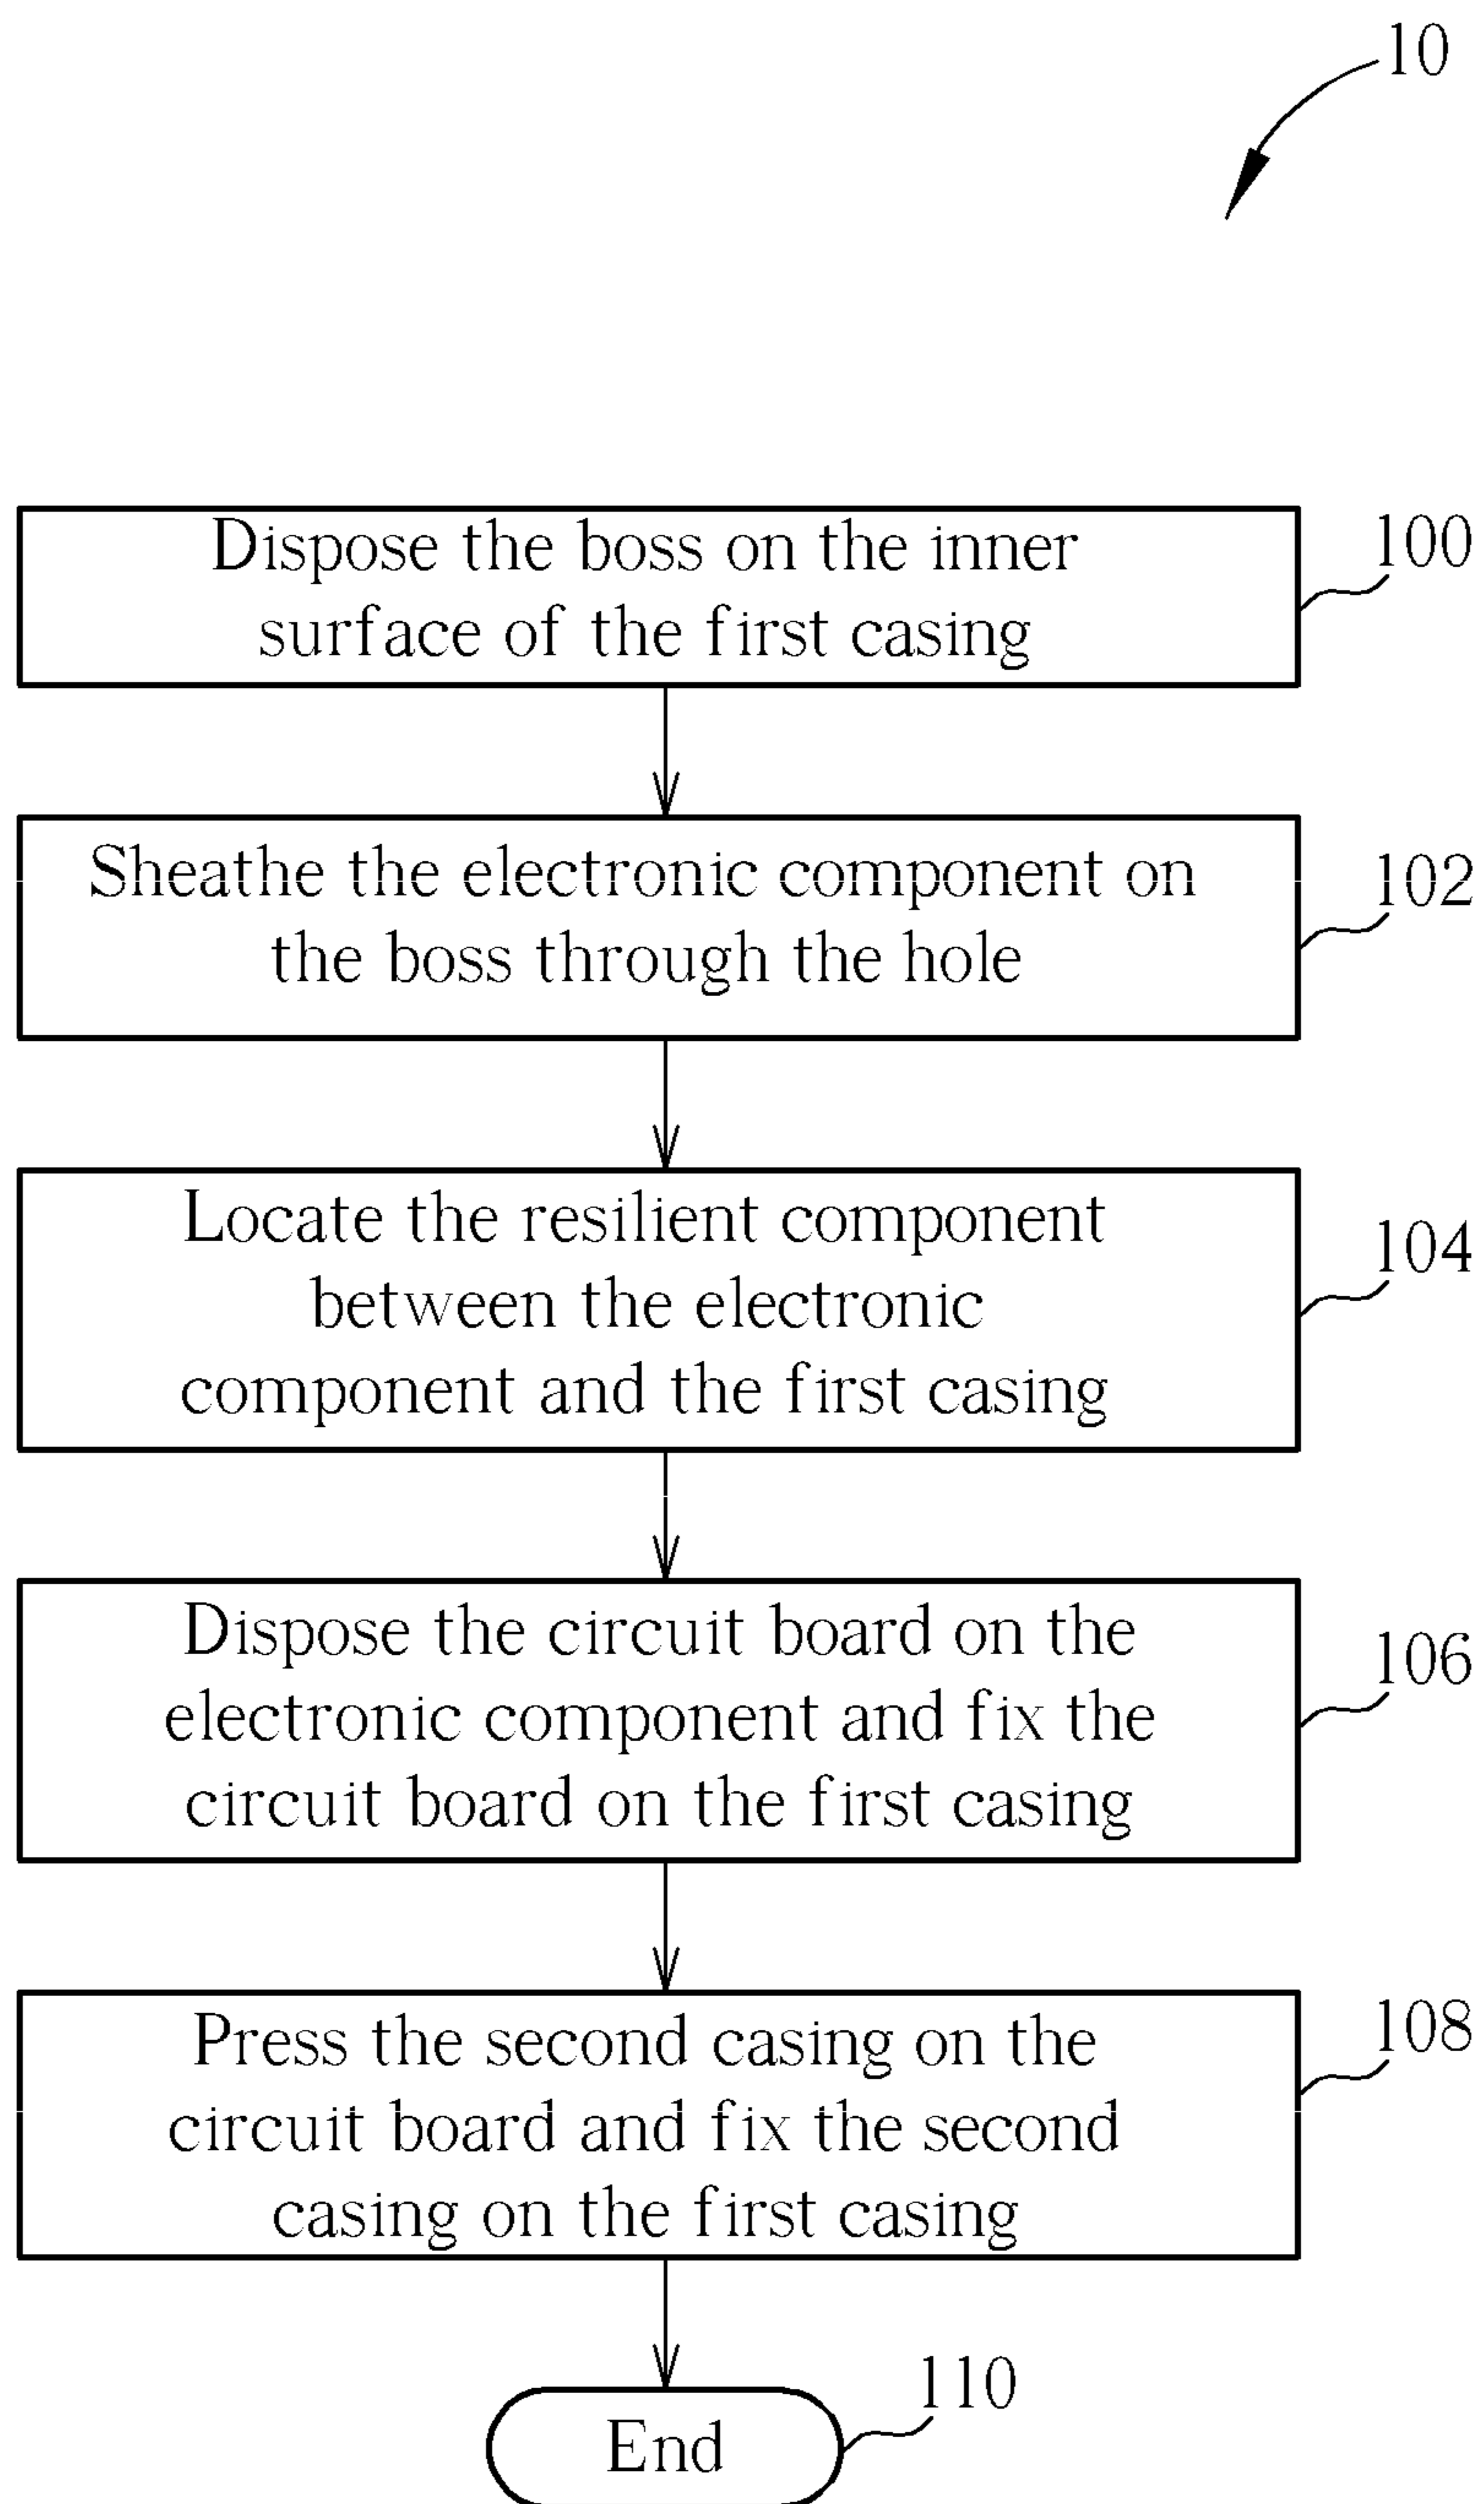 10
Dispose the boss on the inner
surface of the first casing
100
Sheathe the electronic component on
the boss through the hole
102
Locate the resilient component
between the electronic
component and the first casing
104
Dispose the circuit board on the
electronic component and fix the
circuit board on the first casing
106
Press the second casing on the
circuit board and fix the second
casing on the first casing
108
End
110